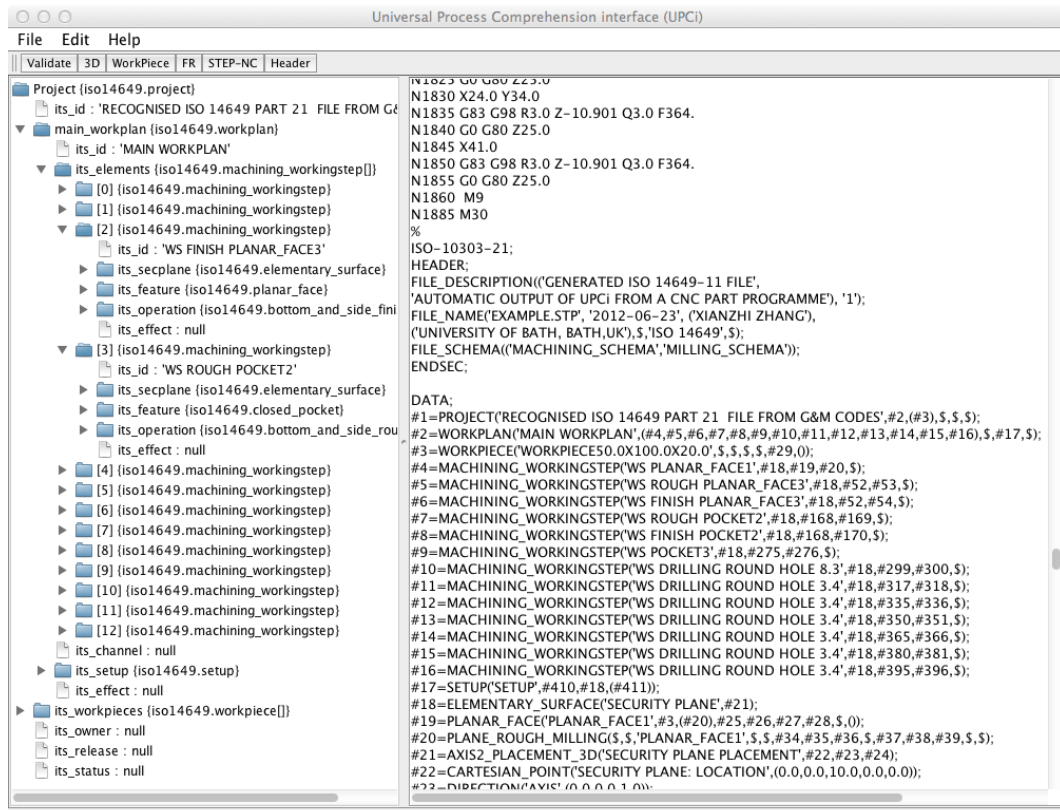 Universal Process Comprehension interface (UPCi)
File Edit Help
Validate 3D WorkPiece FR STEP-NC Header
Project {iso14649.project}
its_id : 'RECOGNISED ISO 14649 PART 21  FILE FROM G&
main_workplan {iso14649.workplan}
its_id : 'MAIN WORKPLAN'
its_elements {iso14649.machining_workingstep[]}
[0] {iso14649.machining_workingstep}
[1] {iso14649.machining_workingstep}
[2] {iso14649.machining_workingstep}
its_id : 'WS FINISH PLANAR_FACE3'
its_secplane {iso14649.elementary_surface}
its_feature {iso14649.planar_face}
its_operation {iso14649.bottom_and_side_fini
its_effect : null
[3] {iso14649.machining_workingstep}
its_id : 'WS ROUGH POCKET2'
its_secplane {iso14649.elementary_surface}
its_feature {iso14649.closed_pocket}
its_operation {iso14649.bottom_and_side_rou
its_effect : null
[4] {iso14649.machining_workingstep}
[5] {iso14649.machining_workingstep}
[6] {iso14649.machining_workingstep}
[7] {iso14649.machining_workingstep}
[8] {iso14649.machining_workingstep}
[9] {iso14649.machining_workingstep}
[10] {iso14649.machining_workingstep}
[11] {iso14649.machining_workingstep}
[12] {iso14649.machining_workingstep}
its_channel : null
its_setup {iso14649.setup}
its_effect : null
its_workpieces {iso14649.workpiece[]}
its_owner : null
its_release : null
its_status : null
N1825 G0 G80 Z25.0
N1830 X24.0 Y34.0
N1835 G83 G98 R3.0 Z-10.901 Q3.0 F364.
N1840 G0 G80 Z25.0
N1845 X41.0
N1850 G83 G98 R3.0 Z-10.901 Q3.0 F364.
N1855 G0 G80 Z25.0
N1860  M9
N1885 M30
%
ISO-10303-21;
HEADER;
FILE_DESCRIPTION(('GENERATED ISO 14649-11 FILE',
'AUTOMATIC OUTPUT OF UPCi FROM A CNC PART PROGRAMME'), '1');
FILE_NAME('EXAMPLE.STP', '2012-06-23', ('XIANZHI ZHANG'),
('UNIVERSITY OF BATH, BATH,UK'),$,'ISO 14649',$);
FILE_SCHEMA(('MACHINING_SCHEMA','MILLING_SCHEMA'));
ENDSEC;
DATA;
#1=PROJECT('RECOGNISED ISO 14649 PART 21  FILE FROM G&M CODES',#2,(#3),$,$,$);
#2=WORKPLAN('MAIN WORKPLAN',(#4,#5,#6,#7,#8,#9,#10,#11,#12,#13,#14,#15,#16),$,#17,$);
#3=WORKPIECE('WORKPIECE50.0X100.0X20.0',$,$,$,$,#29,());
#4=MACHINING_WORKINGSTEP('WS PLANAR_FACE1',#18,#19,#20,$);
#5=MACHINING_WORKINGSTEP('WS ROUGH PLANAR_FACE3',#18,#52,#53,$);
#6=MACHINING_WORKINGSTEP('WS FINISH PLANAR_FACE3',#18,#52,#54,$);
#7=MACHINING_WORKINGSTEP('WS ROUGH POCKET2',#18,#168,#169,$);
#8=MACHINING_WORKINGSTEP('WS FINISH POCKET2',#18,#168,#170,$);
#9=MACHINING_WORKINGSTEP('WS POCKET3',#18,#275,#276,$);
#10=MACHINING_WORKINGSTEP('WS DRILLING ROUND HOLE 8.3',#18,#299,#300,$);
#11=MACHINING_WORKINGSTEP('WS DRILLING ROUND HOLE 3.4',#18,#317,#318,$);
#12=MACHINING_WORKINGSTEP('WS DRILLING ROUND HOLE 3.4',#18,#335,#336,$);
#13=MACHINING_WORKINGSTEP('WS DRILLING ROUND HOLE 3.4',#18,#350,#351,$);
#14=MACHINING_WORKINGSTEP('WS DRILLING ROUND HOLE 3.4',#18,#365,#366,$);
#15=MACHINING_WORKINGSTEP('WS DRILLING ROUND HOLE 3.4',#18,#380,#381,$);
#16=MACHINING_WORKINGSTEP('WS DRILLING ROUND HOLE 3.4',#18,#395,#396,$);
#17=SETUP('SETUP',#410,#18,(#411));
#18=ELEMENTARY_SURFACE('SECURITY PLANE',#21);
#19=PLANAR_FACE('PLANAR_FACE1',#3,(#20),#25,#26,#27,#28,$,());
#20=PLANE_ROUGH_MILLING($,$,'PLANAR_FACE1',$,$,#34,#35,#36,$,#37,#38,#39,$,$);
#21=AXIS2_PLACEMENT_3D('SECURITY PLANE PLACEMENT',#22,#23,#24);
#22=CARTESIAN_POINT('SECURITY PLANE: LOCATION',(0.0,0.0,10.0,0.0,0.0));
#23=DIRECTION('AXIS',(0.0,0.0,1.0));